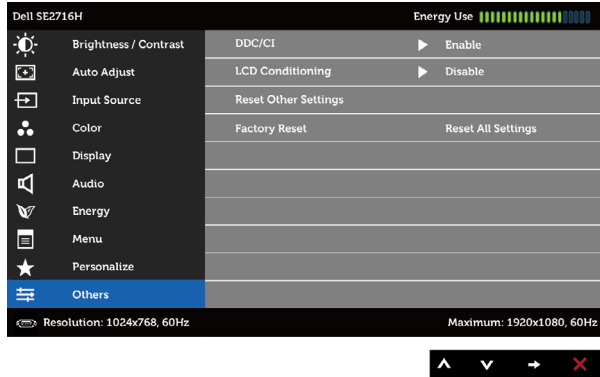 Dell SE2716H Energy Use
Brightness / Contrast DDC/CI Enable
Auto Adjust LCD Conditioning Disable
Input Source Reset Other Settings
Color Factory Reset Reset All Settings
Display
Audio
Energy
Menu
Personalize
Others
Resolution: 1024x768, 60Hz Maximum: 1920x1080, 60Hz